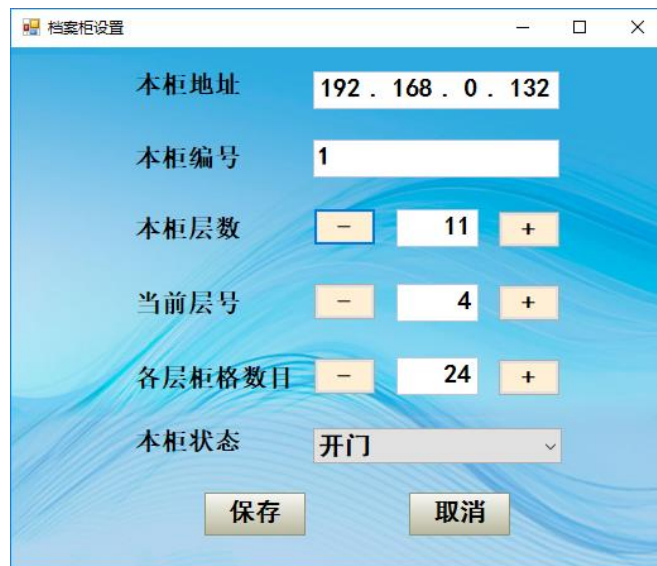 档案柜设置
本柜地址 192 . 168 . 0 . 132
本柜编号 1
本柜层数 − 11 +
当前层号 − 4 +
各层柜格数目 − 24 +
本柜状态 开门
保存 取消